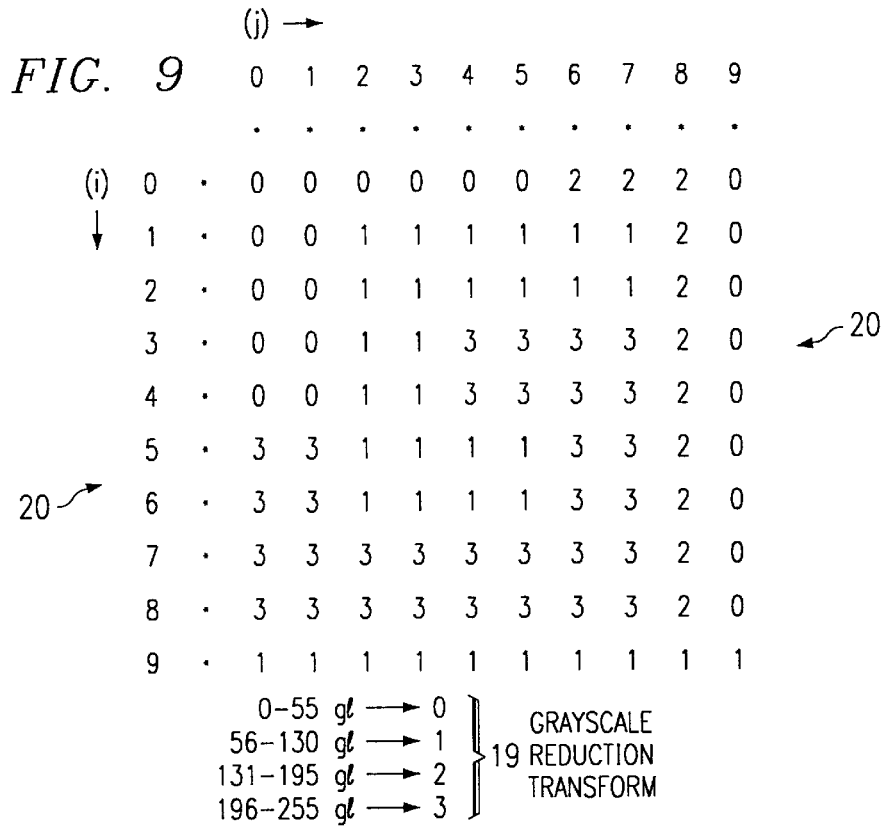 (j) →
FIG. 9 0 1 2 3 4 5 6 7 8 9
. . . . . . . . . .
(i) 0 · 0 0 0 0 0 0 2 2 2 0
↓ 1 · 0 0 1 1 1 1 1 1 2 0
2 · 0 0 1 1 1 1 1 1 2 0
3 · 0 0 1 1 3 3 3 3 2 0 20
4 · 0 0 1 1 3 3 3 3 2 0
5 · 3 3 1 1 1 1 3 3 2 0
20 6 · 3 3 1 1 1 1 3 3 2 0
7 · 3 3 3 3 3 3 3 3 2 0
8 · 3 3 3 3 3 3 3 3 2 0
9 · 1 1 1 1 1 1 1 1 1 1
0-55 gl → 0
56-130 gl → 1
131-195 gl → 2
196-255 gl → 3
19 GRAYSCALE
REDUCTION
TRANSFORM